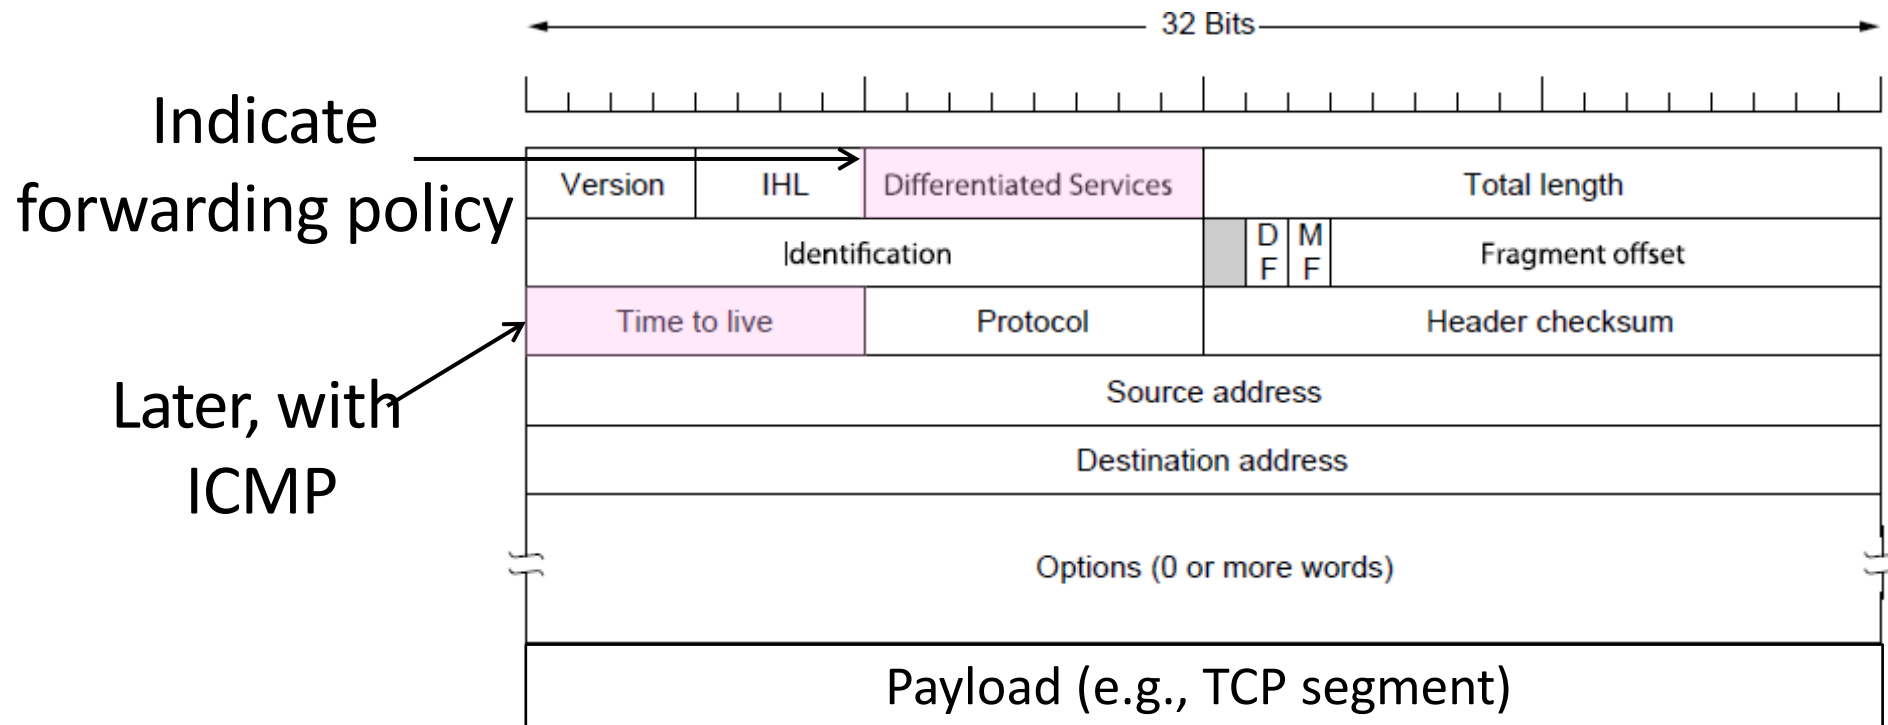 32 Bits
Indicate
forwarding policy
Version IHL Differentiated Services Total length
Identification D F M F Fragment offset
Time to live Protocol Header checksum
Later, with
ICMP
Source address
Destination address
Options (0 or more words)
Payload (e.g., TCP segment)